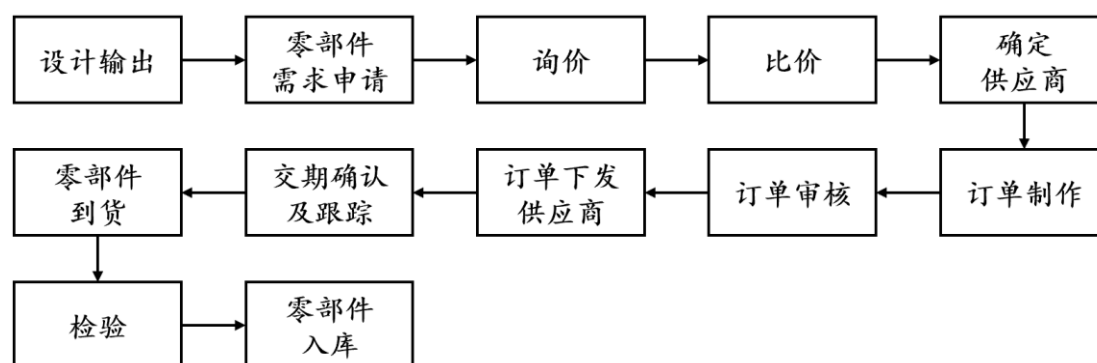 设计输出
零部件
需求申请
询价
比价
确定
供应商
订单制作
订单审核
订单下发
供应商
交期确认
及跟踪
零部件
到货
检验
零部件
入库